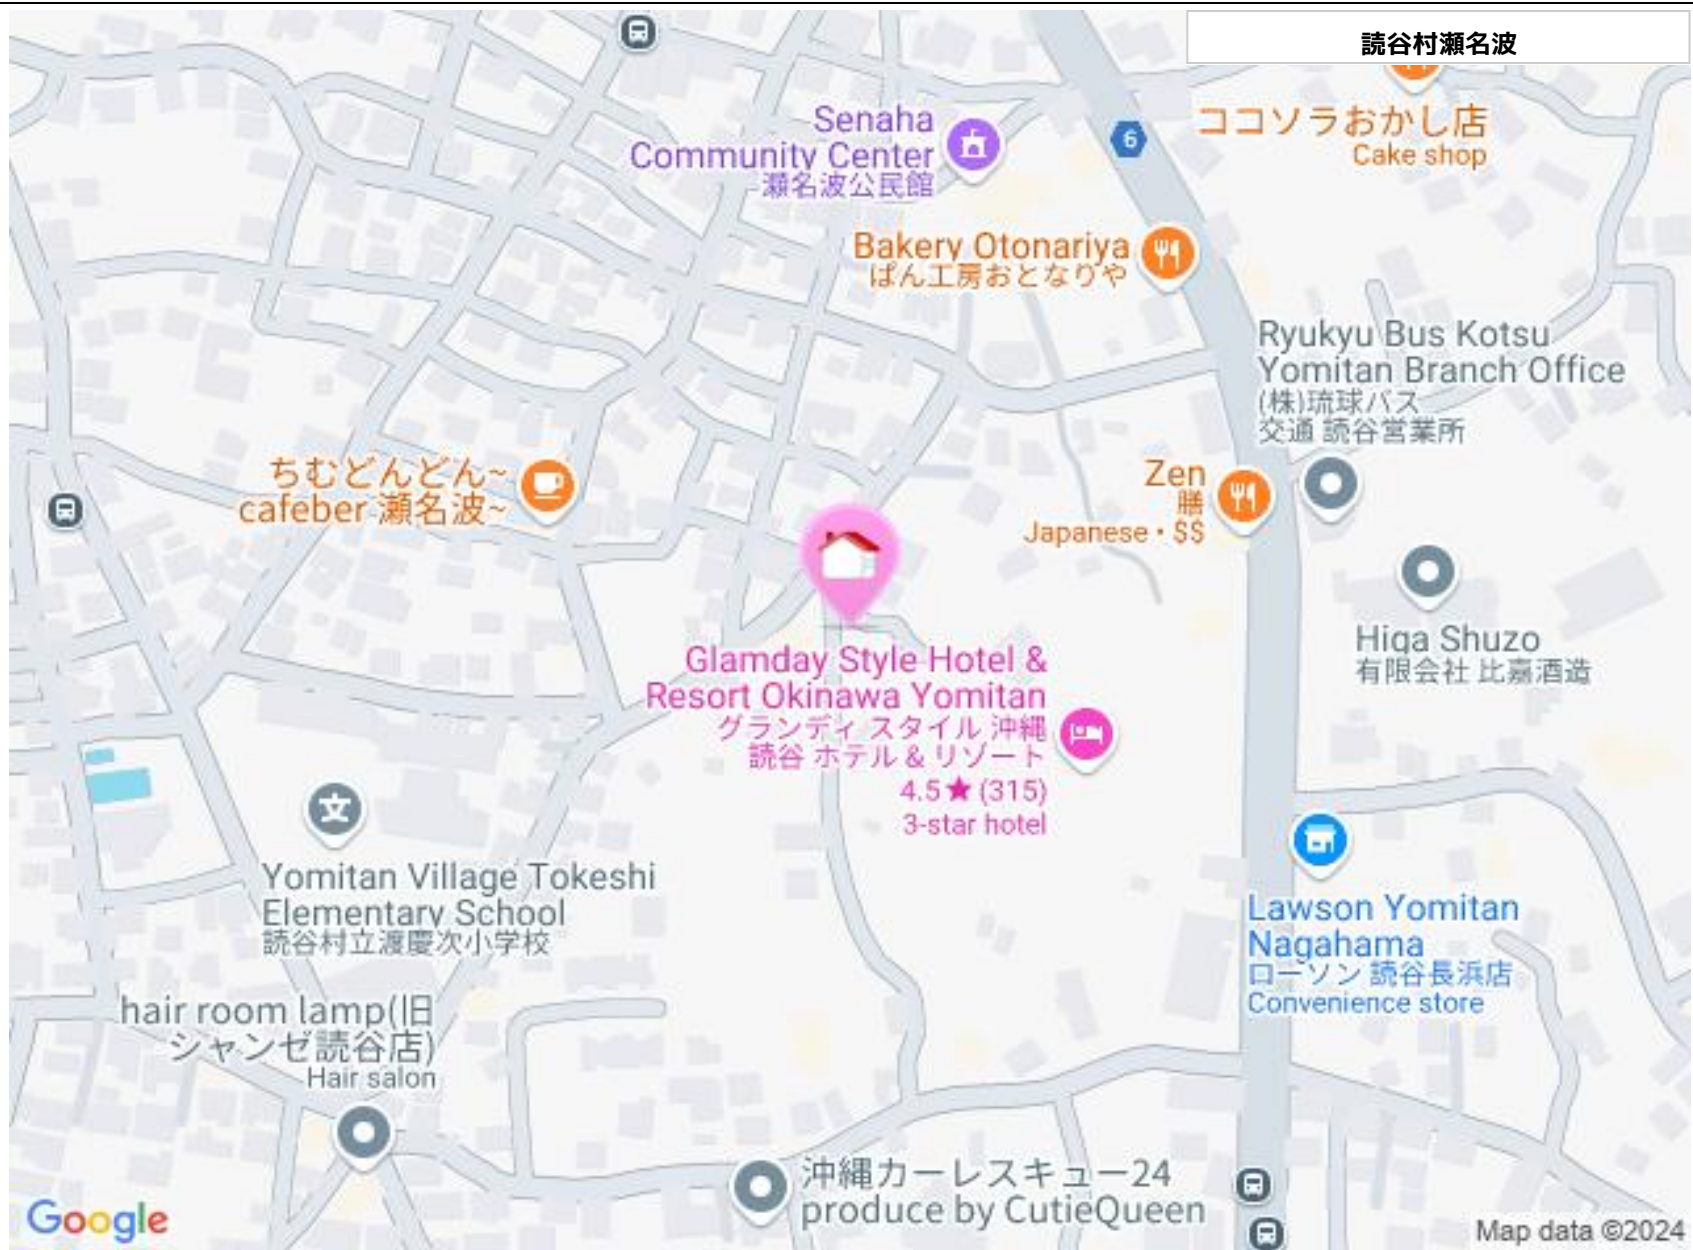 読谷村瀬名波
Senaha
Community Center
瀬名波公民館
6
ココソラおかし店
Cake shop
Bakery Otonariya
ぱん工房おとなりや
Ryukyu Bus Kotsu
Yomitan Branch Office
(株)琉球バス
交通 読谷営業所
ちむどんどん~
cafeber 瀬名波~
Zen
膳
Japanese・$$
Higa Shuzo
有限会社 比嘉酒造
Glamday Style Hotel &
Resort Okinawa Yomitan
グランディ スタイル 沖縄
読谷 ホテル & リゾート
4.5★(315)
3-star hotel
文
Yomitan Village Tokeshi
Elementary School
読谷村立渡慶次小学校
Lawson Yomitan
Nagahama
ローソン 読谷長浜店
Convenience store
hair room lamp(旧
シャンゼ読谷店)
Hair salon
沖縄カーレスキュー24
produce by CutieQueen
Google
Map data ©2024